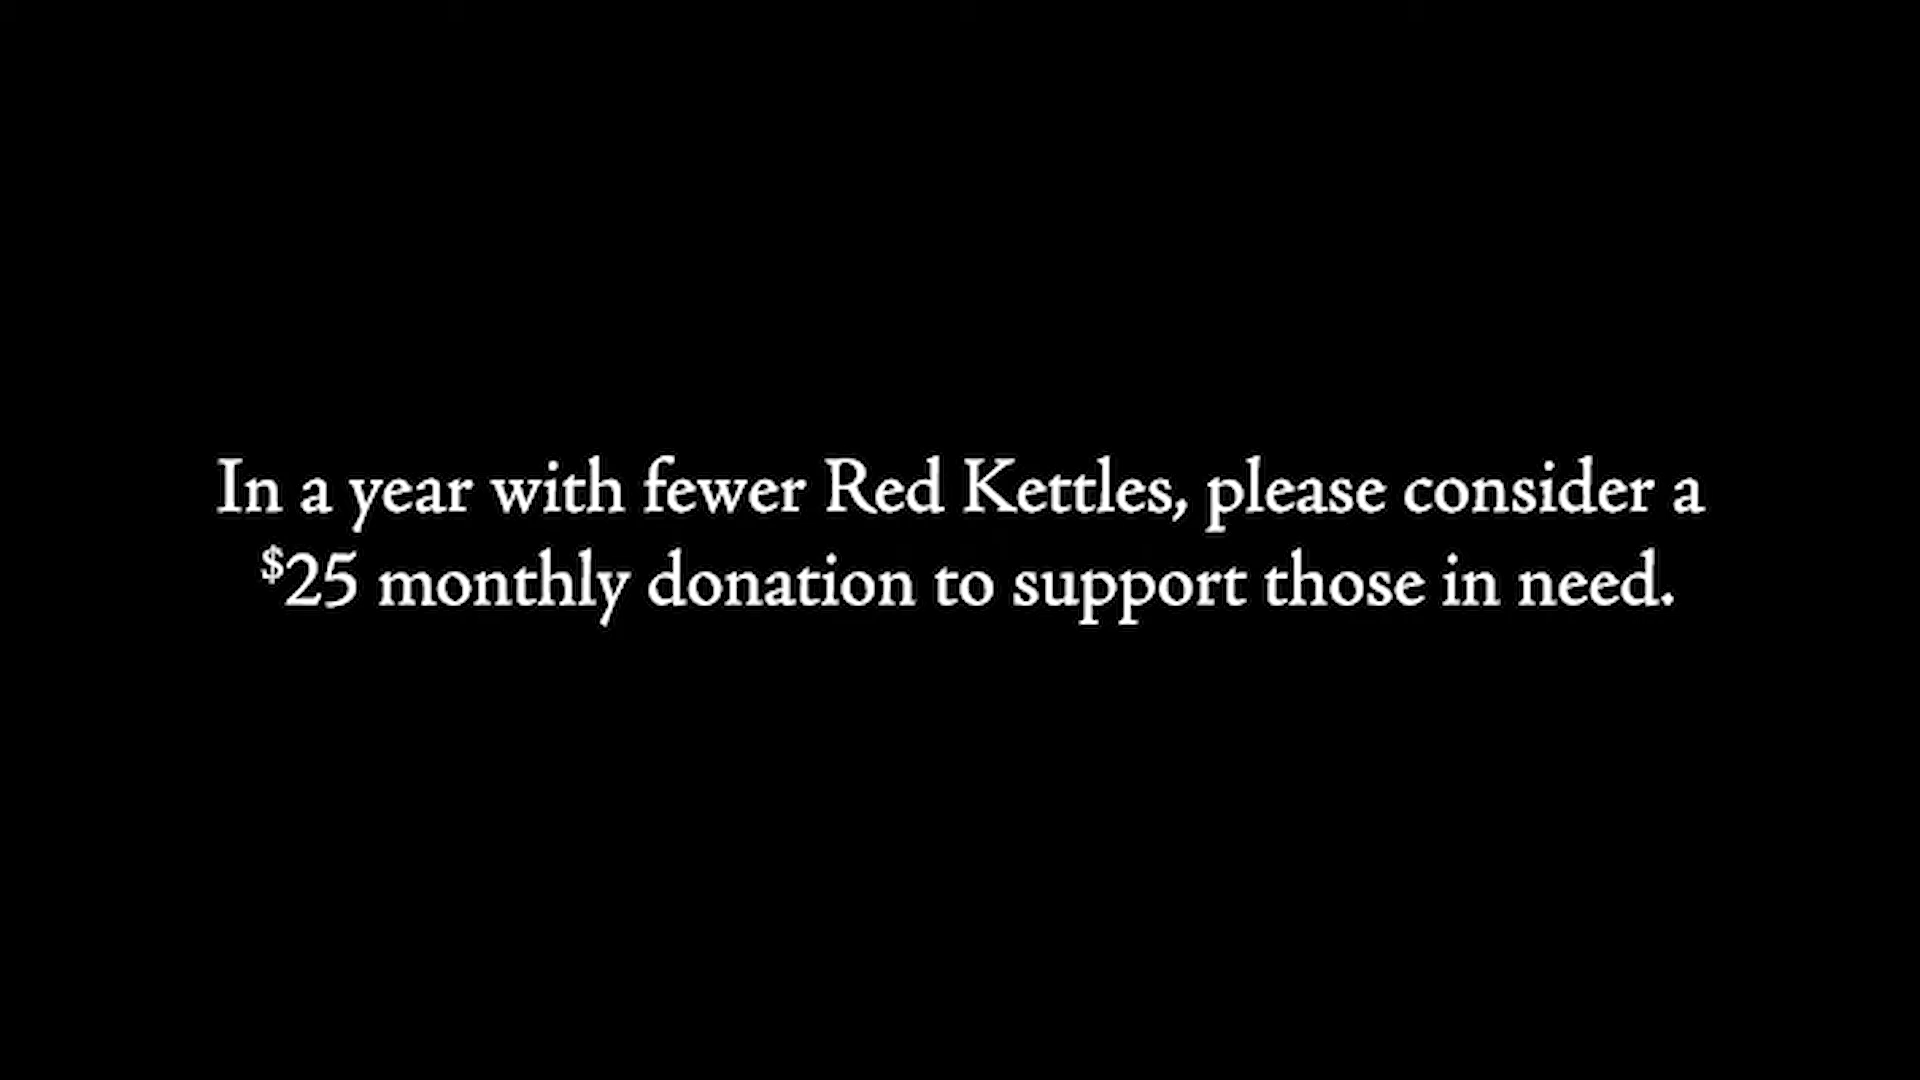 In a year with fewer Red Kettles, please consider a
$25 monthly donation to support those in need.